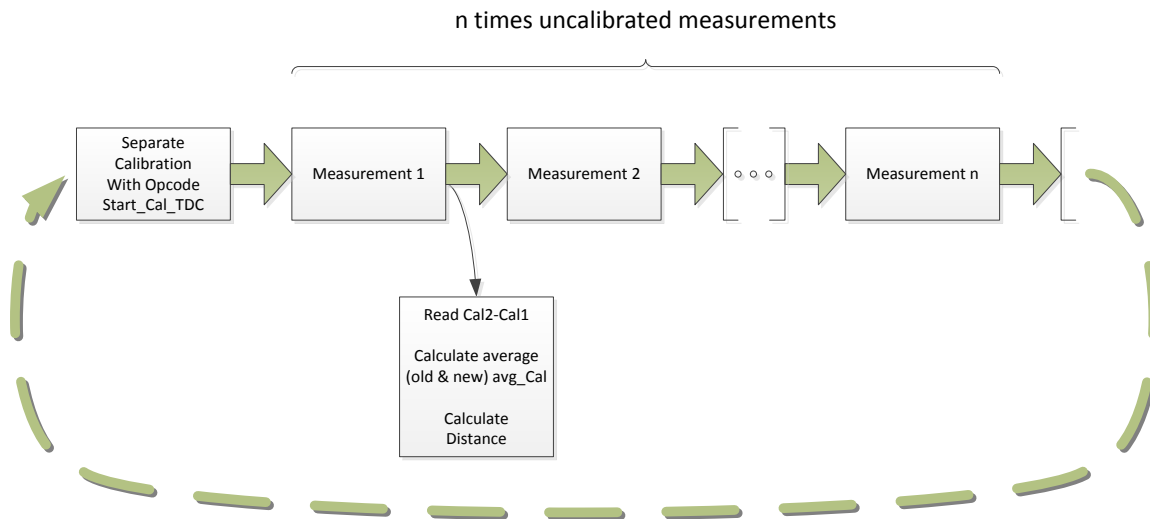 n times uncalibrated measurements
Separate
Calibration
With Opcode
Start_Cal_TDC
Measurement 1
Measurement 2
Measurement n
Read Cal2-Cal1
Calculate average
(old & new) avg_Cal
Calculate
Distance